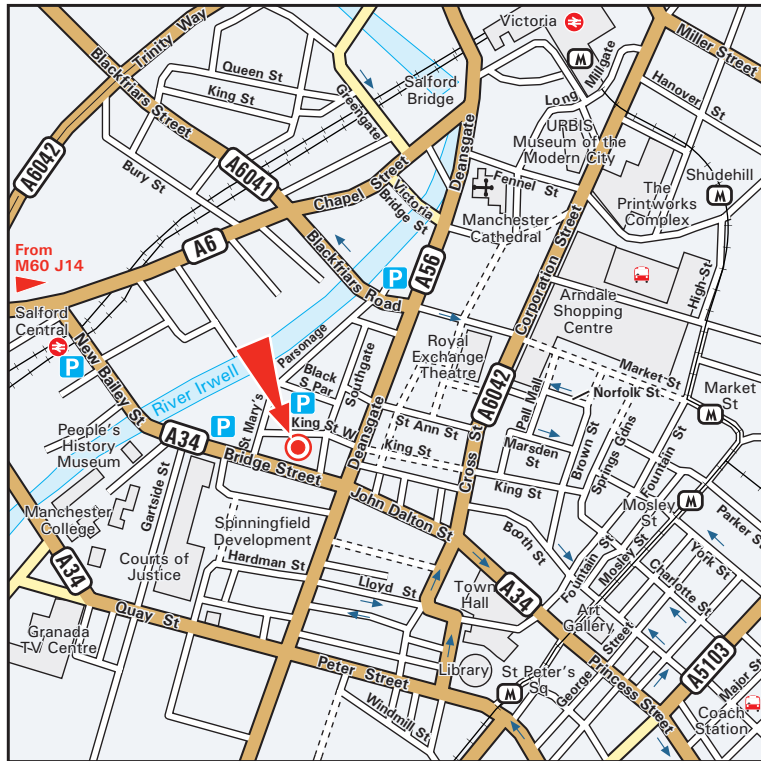 Victoria
M
Miller Street
Trinity Way
Blackfriars Street
Queen St
King St
Greengate
Salford
Bridge
Long
Millgate
Hanover St
URBIS
Museum of the
Modern City
A6042
Bury St
A6041
Chapel Street
Victoria
Bridge St
Deansgate
Fennel St
Shudehill
M
The
Printworks
Complex
Manchester
Cathedral
A6
From
M60 J14
Blackfriars Road
P
A56
Corporation Street
High St
Salford
Central
P
New Bailey St
River Irwell
Parsonage
Royal
Exchange
Theatre
Arndale
Shopping
Centre
Market St
Black
S Par.
Southgate
A6042
Pall Mall
Norfolk St
Market
St
M
People's
History
Museum
A34
P
St Mary's
P
King St W
Deansgate
St Ann St
King St
Cross St
Marsden
St
Brown St
Springs Gdns
Fountain St
Bridge Street
King St
Mosley
St
M
Manchester
College
Gartside St
Spinningfield
Development
John Dalton St
Booth St
Fountain St
Mosley St
Parker St
York St
A34
Courts of
Justice
Hardman St
Lloyd St
Town
Hall
A34
Charlotte St
Quay St
Art
Gallery
Granada
TV Centre
Peter Street
Library
St Peter's
Sq
M
George Street
Princess Street
A5103
Major St
Windmill St
Coach
Station